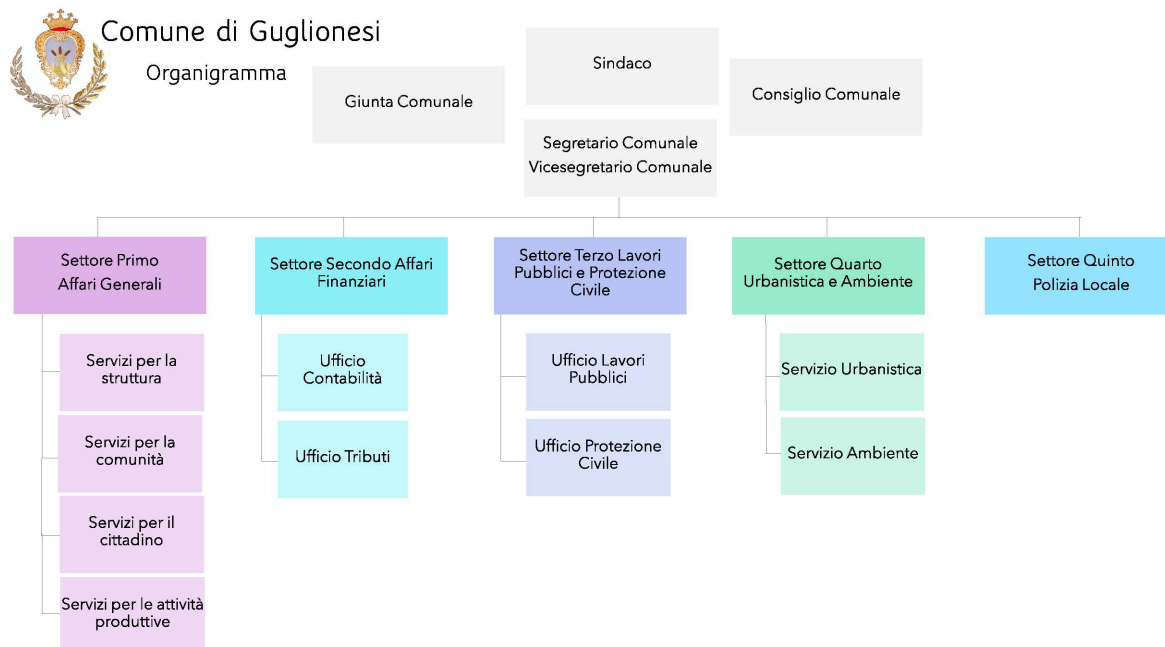 Comune di Guglionesi
Organigramma
Sindaco
Giunta Comunale
Consiglio Comunale
Segretario Comunale
Vicesegretario Comunale
Settore Primo
Affari Generali
Settore Secondo Affari
Finanziari
Settore Terzo Lavori
Pubblici e Protezione
Civile
Settore Quarto
Urbanistica e Ambiente
Settore Quinto
Polizia Locale
Servizi per la
struttura
Servizi per la
comunità
Servizi per il
cittadino
Servizi per le attività
produttive
Ufficio
Contabilità
Ufficio Tributi
Ufficio Lavori
Pubblici
Ufficio Protezione
Civile
Servizio Urbanistica
Servizio Ambiente